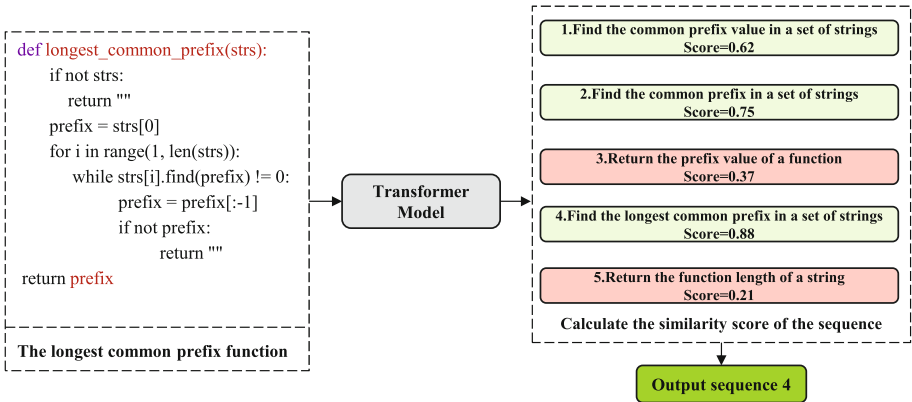 def longest_common_prefix(strs):
if not strs:
return ""
prefix = strs[0]
for i in range(1, len(strs)):
while strs[i].find(prefix) != 0:
prefix = prefix[:-1]
if not prefix:
return ""
return prefix
The longest common prefix function
Transformer
Model
1.Find the common prefix value in a set of strings
Score=0.62
2.Find the common prefix in a set of strings
Score=0.75
3.Return the prefix value of a function
Score=0.37
4.Find the longest common prefix in a set of strings
Score=0.88
5.Return the function length of a string
Score=0.21
Calculate the similarity score of the sequence
Output sequence 4